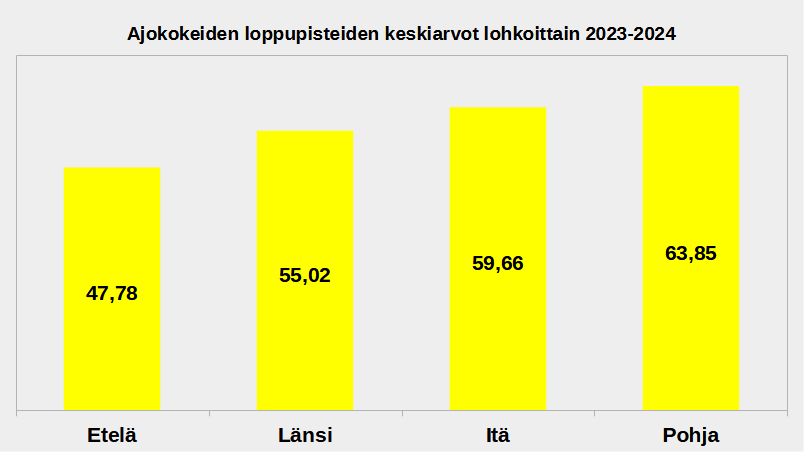 Ajokokeiden loppupisteiden keskiarvot lohkoittain 2023-2024
47,78
55,02
59,66
63,85
Etelä
Länsi
Itä
Pohja